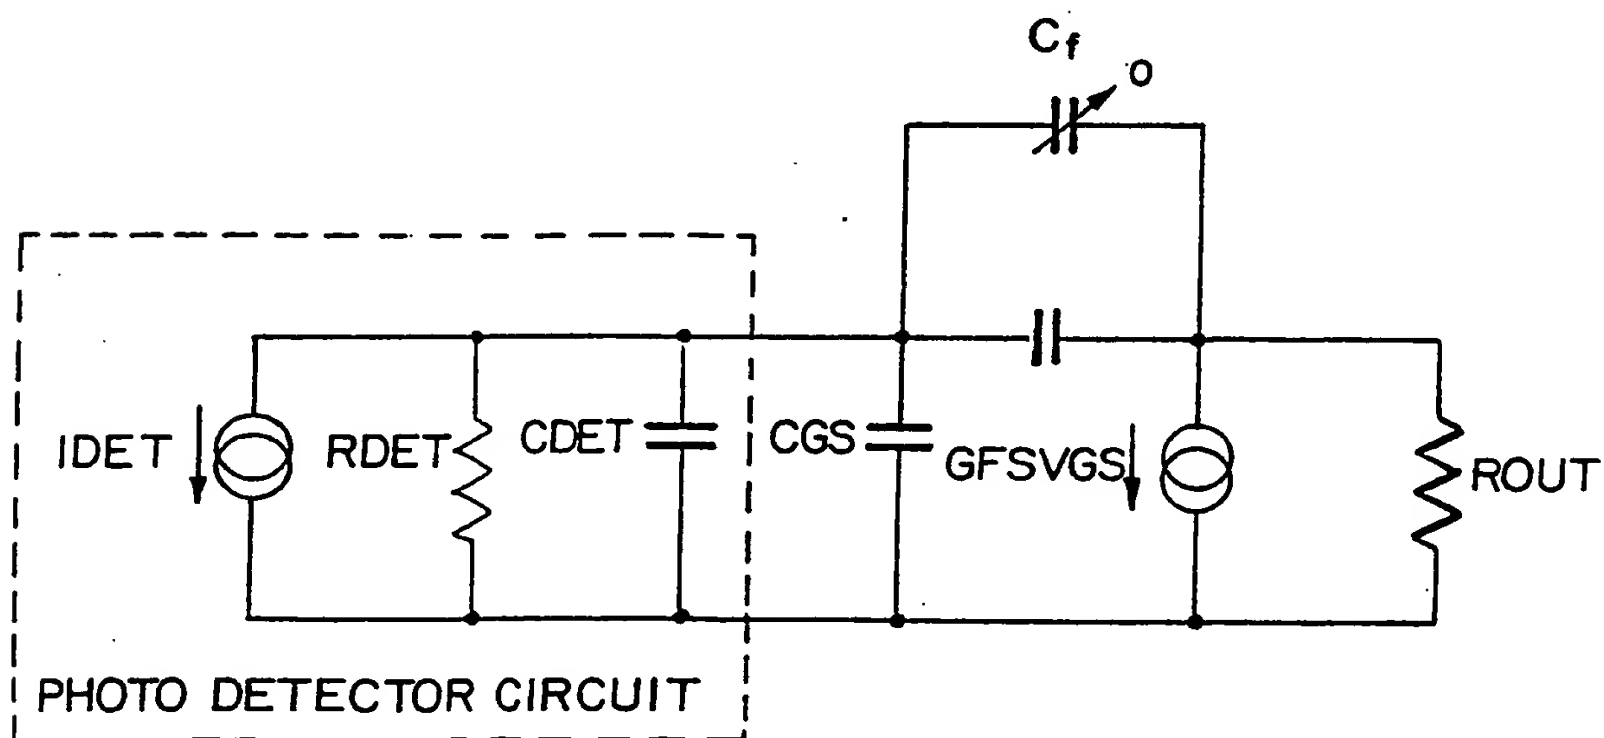 Cf
o
IDET
RDET
CDET
CGS
GFSVGS
ROUT
PHOTO DETECTOR CIRCUIT